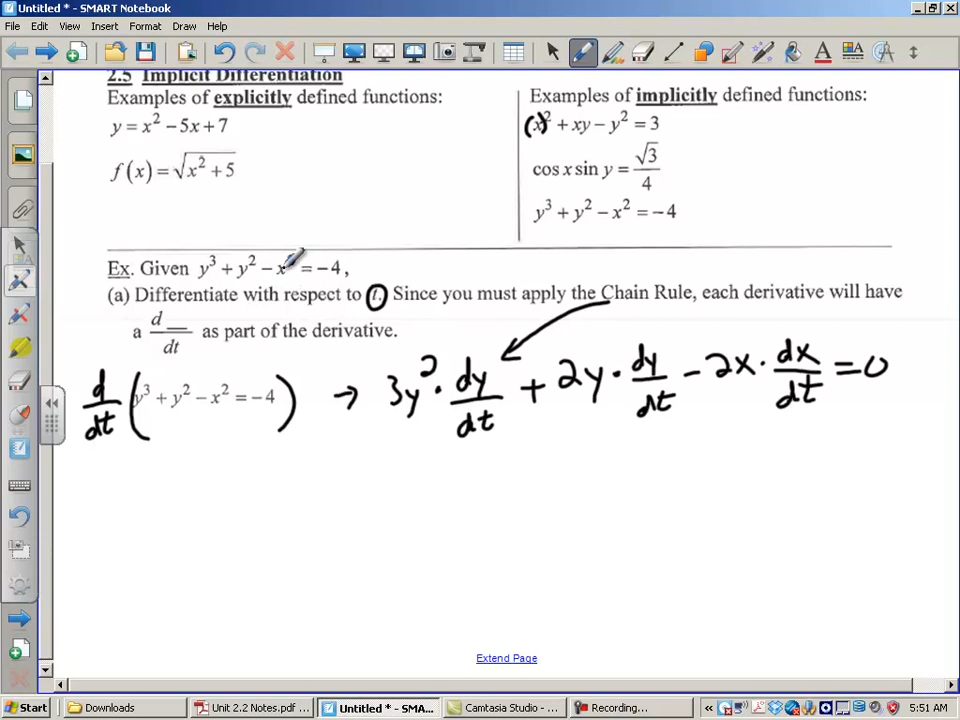 Untitled * - SMART Notebook
File Edit View Insert Format Draw Help
2.5 Implicit Differentiation
Examples of explicitly defined functions:
y = x² − 5x + 7
f(x) = √(x² + 5)
Examples of implicitly defined functions:
(x)² + xy − y² = 3
cos x sin y = √3/4
y³ + y² − x² = −4
Ex. Given y³ + y² − x² = −4,
(a) Differentiate with respect to t. Since you must apply the Chain Rule, each derivative will have
a d__/dt as part of the derivative.
d/dt (y³ + y² − x² = −4) → 3y² · dy/dt + 2y · dy/dt − 2x · dx/dt = 0
Extend Page
Start Downloads Unit 2.2 Notes.pdf ... Untitled * - SMA... Camtasia Studio - ... Recording... « 5:51 AM